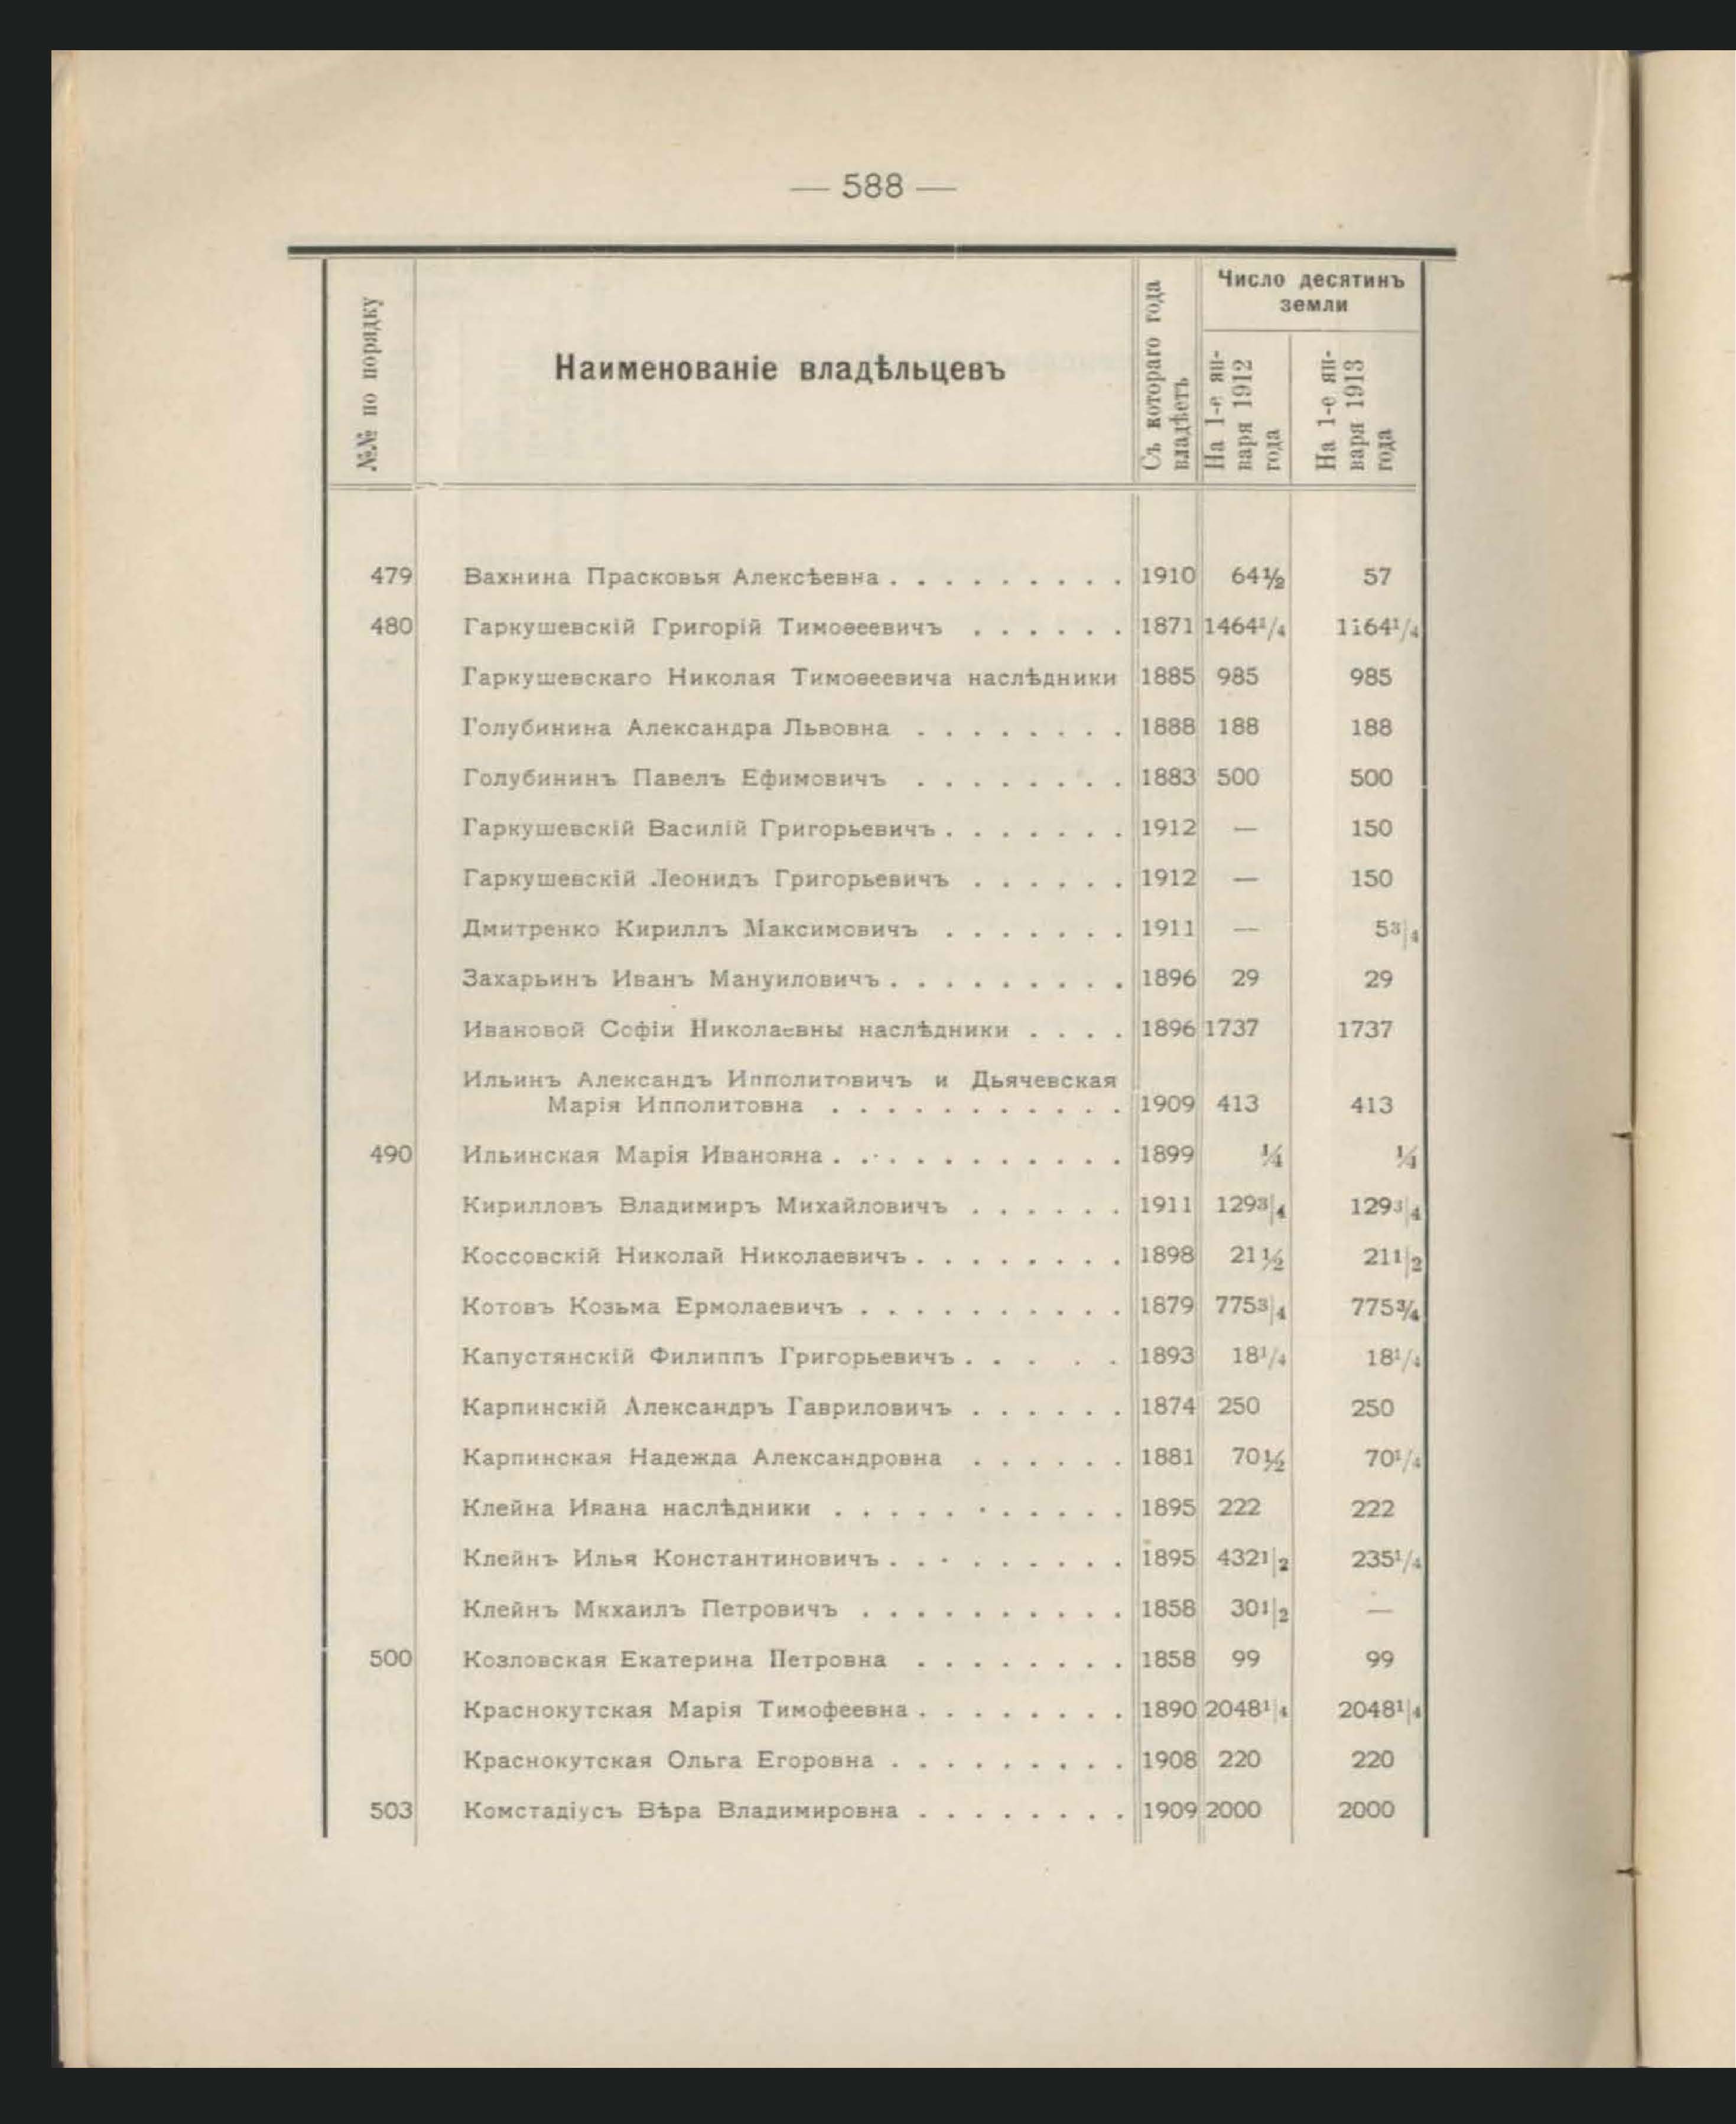 — 588 —
№№ по порядку
Наименованіе владѣльцевъ
Съ котораго года
владѣетъ
Число десятинъ
земли
На 1-е ян-
варя 1912
года
На 1-е ян-
варя 1913
года
479 Вахнина Прасковья Алексѣевна . . . . . . . . . 1910 64½ 57
480 Гаркушевскій Григорій Тимоѳеевичъ . . . . . . 1871 1464¹/₄ 1164¹/₄
Гаркушевскаго Николая Тимоѳеевича наслѣдники 1885 985 985
Голубинина Александра Львовна . . . . . . . . 1888 188 188
Голубининъ Павелъ Ефимовичъ . . . . . . . . 1883 500 500
Гаркушевскій Василій Григорьевичъ . . . . . . . 1912 — 150
Гаркушевскій Леонидъ Григорьевичъ . . . . . . 1912 — 150
Дмитренко Кириллъ Максимовичъ . . . . . . . 1911 — 5³|₄
Захарьинъ Иванъ Мануиловичъ . . . . . . . . . 1896 29 29
Ивановой Софіи Николаевны наслѣдники . . . . 1896 1737 1737
Ильинъ Александъ Ипполитовичъ и Дьячевская
Марія Ипполитовна . . . . . . . . . . . 1909 413 413
490 Ильинская Марія Ивановна . . . . . . . . . . . 1899 ¼ ¼
Кирилловъ Владимиръ Михайловичъ . . . . . . 1911 129³|₄ 129³|₄
Коссовскій Николай Николаевичъ . . . . . . . . 1898 21½ 21¹|₂
Котовъ Козьма Ермолаевичъ . . . . . . . . . . 1879 775³|₄ 775¾
Капустянскій Филиппъ Григорьевичъ . . . . . 1893 18¹/₄ 18¹/₄
Карпинскій Александръ Гавриловичъ . . . . . . 1874 250 250
Карпинская Надежда Александровна . . . . . . 1881 70½ 70¹/₄
Клейна Ивана наслѣдники . . . . . . . . . . . 1895 222 222
Клейнъ Илья Константиновичъ . . . . . . . . . 1895 432¹|₂ 235¹/₄
Клейнъ Мкхаилъ Петровичъ . . . . . . . . . . 1858 30¹|₂ —
500 Козловская Екатерина Петровна . . . . . . . . 1858 99 99
Краснокутская Марія Тимофеевна . . . . . . . . 1890 2048¹|₄ 2048¹|₄
Краснокутская Ольга Егоровна . . . . . . . . . 1908 220 220
503 Комстадіусъ Вѣра Владимировна . . . . . . . . 1909 2000 2000